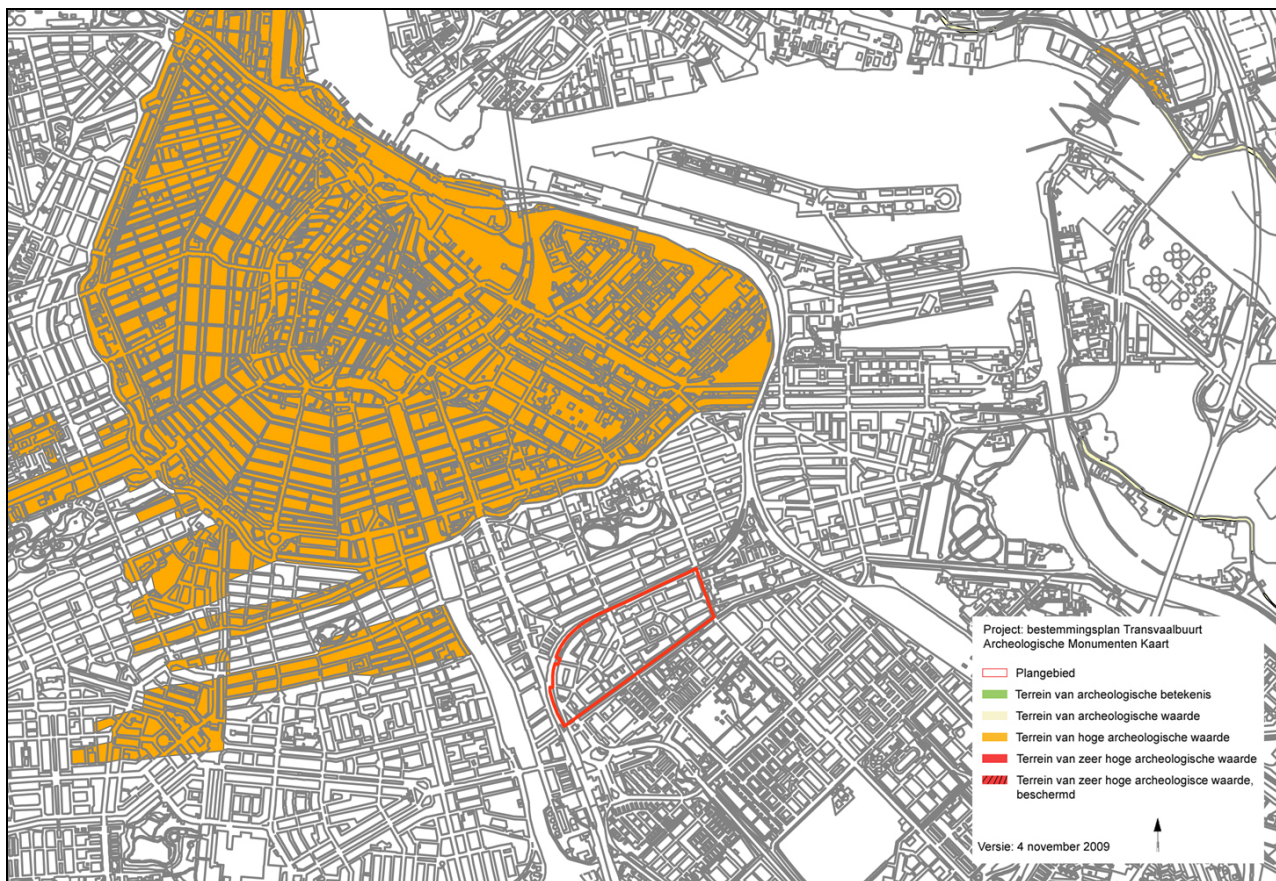 Project: bestemmingsplan Transvaalbuurt
Archeologische Monumenten Kaart
Plangebied
Terrein van archeologische betekenis
Terrein van archeologische waarde
Terrein van hoge archeologische waarde
Terrein van zeer hoge archeologische waarde
Terrein van zeer hoge archeologisce waarde,
beschermd
Versie: 4 november 2009